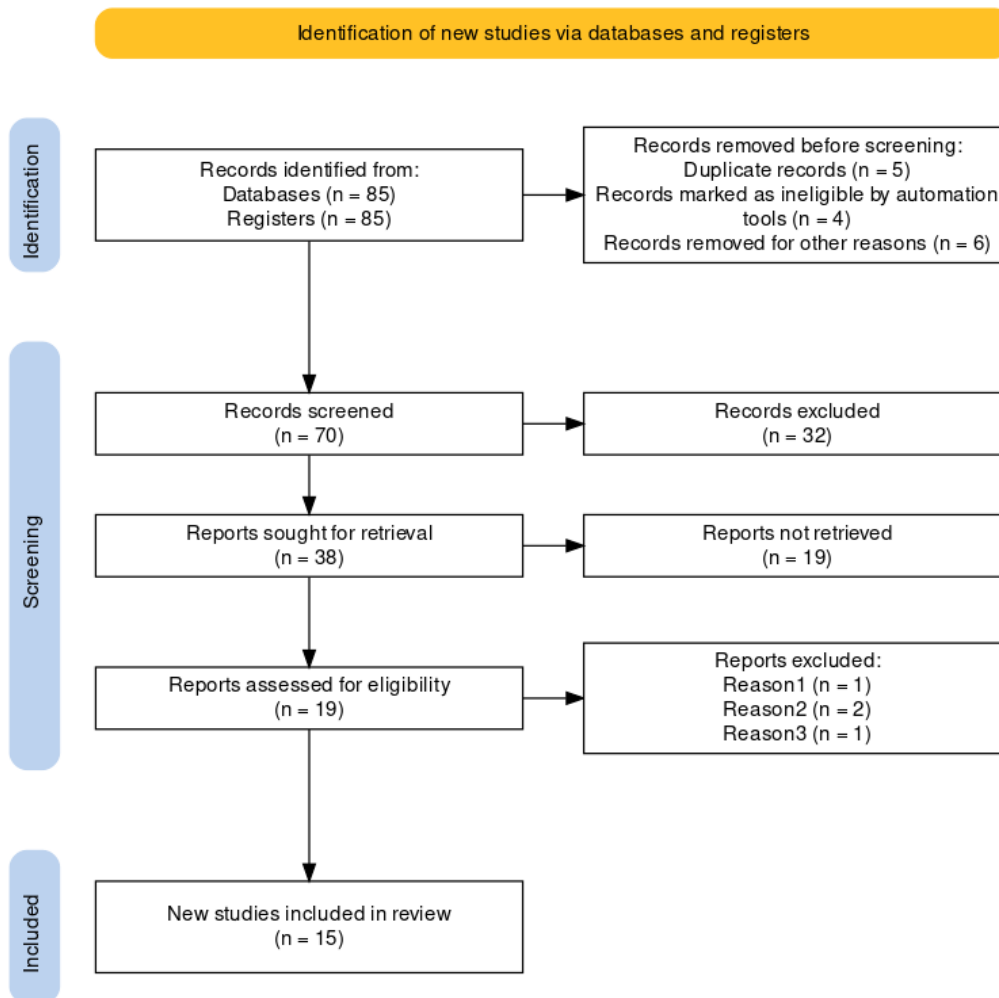 Identification of new studies via databases and registers
Identification
Records identified from:
Databases (n = 85)
Registers (n = 85)
Records removed before screening:
Duplicate records (n = 5)
Records marked as ineligible by automation
tools (n = 4)
Records removed for other reasons (n = 6)
Screening
Records screened
(n = 70)
Records excluded
(n = 32)
Reports sought for retrieval
(n = 38)
Reports not retrieved
(n = 19)
Reports assessed for eligibility
(n = 19)
Reports excluded:
Reason1 (n = 1)
Reason2 (n = 2)
Reason3 (n = 1)
Included
New studies included in review
(n = 15)